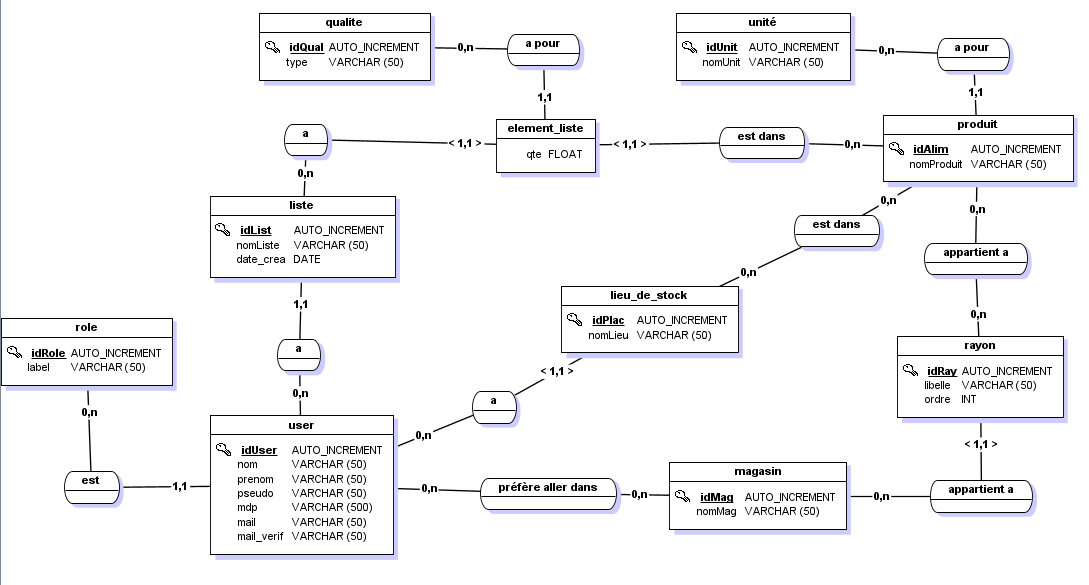 qualite
idQual AUTO_INCREMENT
type VARCHAR (50)
0,n
a pour
unité
idUnit AUTO_INCREMENT
nomUnit VARCHAR (50)
0,n
a pour
1,1
1,1
a
< 1,1 >
element_liste
qte FLOAT
< 1,1 >
est dans
0,n
produit
idAlim AUTO_INCREMENT
nomProduit VARCHAR (50)
0,n
liste
idList AUTO_INCREMENT
nomListe VARCHAR (50)
date_crea DATE
0,n
est dans
0,n
0,n
appartient a
1,1
lieu_de_stock
idPlac AUTO_INCREMENT
nomLieu VARCHAR (50)
0,n
role
idRole AUTO_INCREMENT
label VARCHAR (50)
a
< 1,1 >
rayon
idRay AUTO_INCREMENT
libelle VARCHAR (50)
ordre INT
0,n
0,n
a
0,n
< 1,1 >
user
idUser AUTO_INCREMENT
nom VARCHAR (50)
prenom VARCHAR (50)
pseudo VARCHAR (50)
mdp VARCHAR (500)
mail VARCHAR (50)
mail_verif VARCHAR (50)
est
1,1
0,n
préfère aller dans
0,n
magasin
idMag AUTO_INCREMENT
nomMag VARCHAR (50)
0,n
appartient a